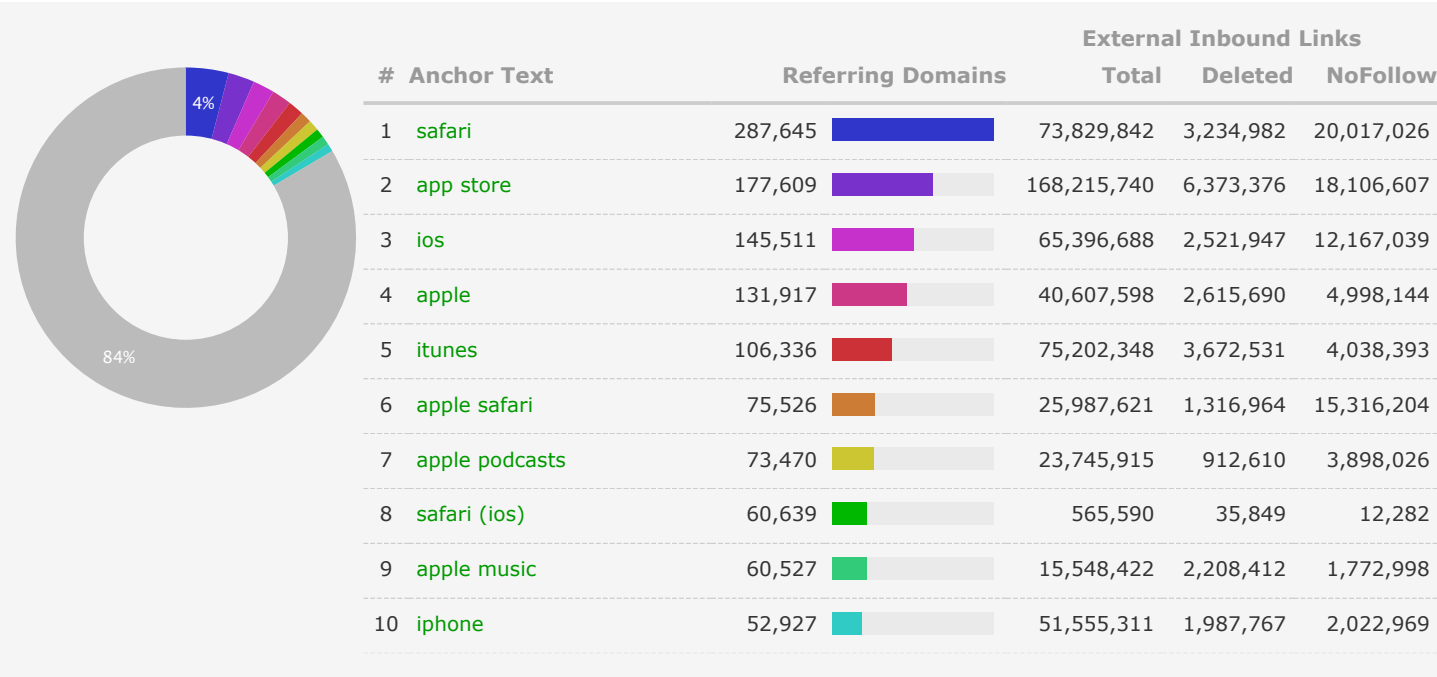 External Inbound Links
# Anchor Text Referring Domains Total Deleted NoFollow
4%
84%
1 safari 287,645 73,829,842 3,234,982 20,017,026
2 app store 177,609 168,215,740 6,373,376 18,106,607
3 ios 145,511 65,396,688 2,521,947 12,167,039
4 apple 131,917 40,607,598 2,615,690 4,998,144
5 itunes 106,336 75,202,348 3,672,531 4,038,393
6 apple safari 75,526 25,987,621 1,316,964 15,316,204
7 apple podcasts 73,470 23,745,915 912,610 3,898,026
8 safari (ios) 60,639 565,590 35,849 12,282
9 apple music 60,527 15,548,422 2,208,412 1,772,998
10 iphone 52,927 51,555,311 1,987,767 2,022,969